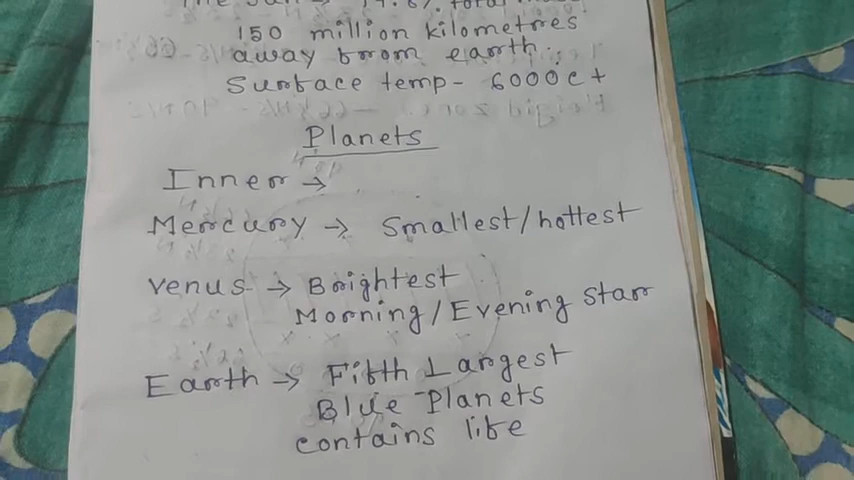 150 million kilometres
away from earth.
Surface temp - 6000c+
Planets
Inner →
Mercury → Smallest/hottest
Venus → Brightest
Morning/Evening star
Earth → Fifth Largest
Blue Planets
contains life